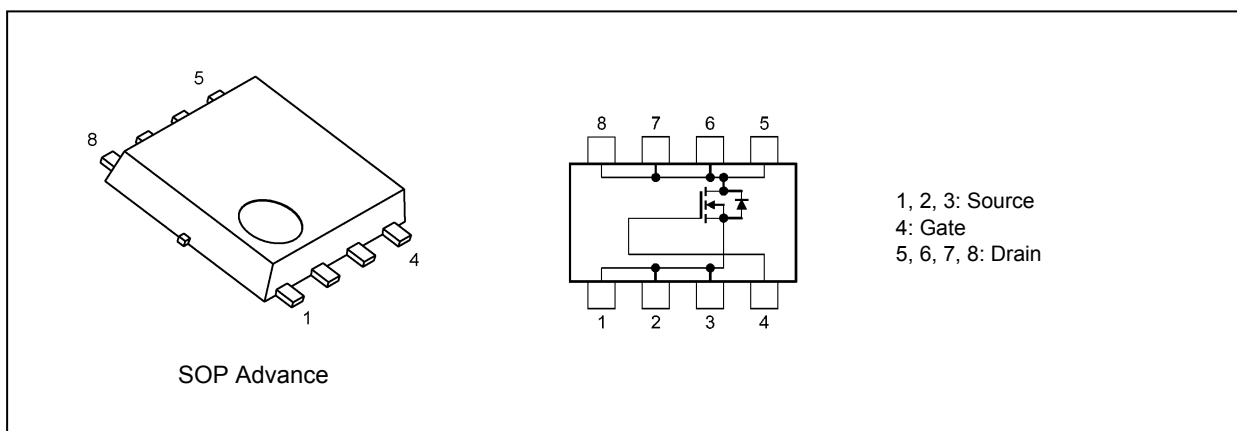 5
8
4
1
SOP Advance
8 7 6 5
1 2 3 4
1, 2, 3: Source
4: Gate
5, 6, 7, 8: Drain